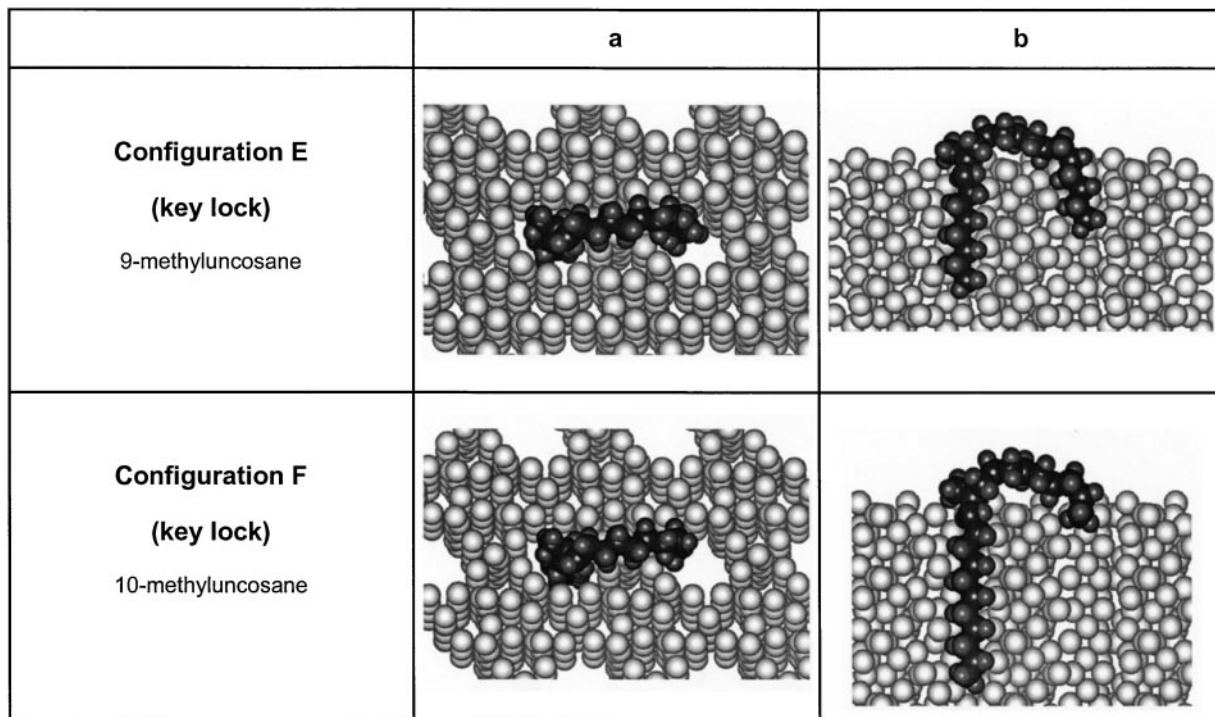 a
b
Configuration E
(key lock)
9-methyluncosane
Configuration F
(key lock)
10-methyluncosane